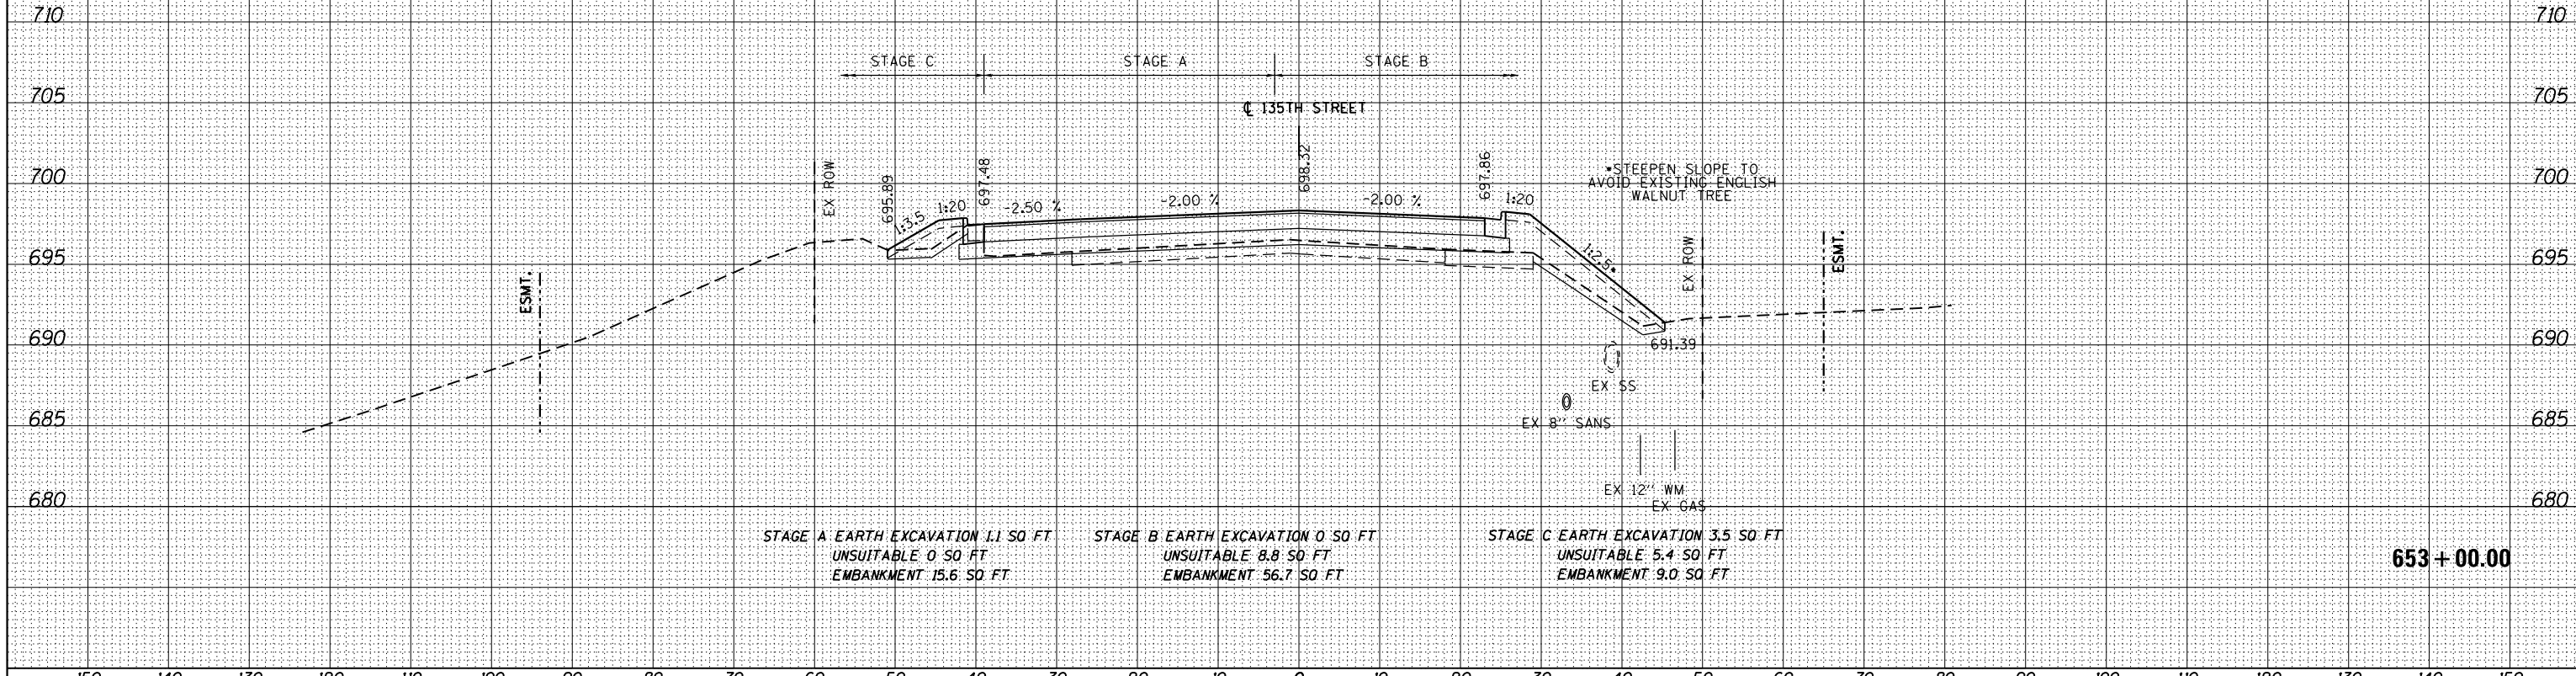 710
710
STAGE C
STAGE A
STAGE B
705
705
℄ 135TH STREET
700
700
EX ROW
695.89
697.48
698.32
697.86
•STEEPEN SLOPE TO
AVOID EXISTING ENGLISH
WALNUT TREE
1:3.5
1:20
-2.50 %
-2.00 %
-2.00 %
1:20
1:2.5•
EX ROW
ESMT.
695
695
ESMT.
690
690
691.39
EX SS
685
685
EX 8'' SANS
EX 12'' WM
EX GAS
680
680
STAGE A EARTH EXCAVATION 1.1 SQ FT
UNSUITABLE 0 SQ FT
EMBANKMENT 15.6 SQ FT
STAGE B EARTH EXCAVATION 0 SQ FT
UNSUITABLE 8.8 SQ FT
EMBANKMENT 56.7 SQ FT
STAGE C EARTH EXCAVATION 3.5 SQ FT
UNSUITABLE 5.4 SQ FT
EMBANKMENT 9.0 SQ FT
653+00.00